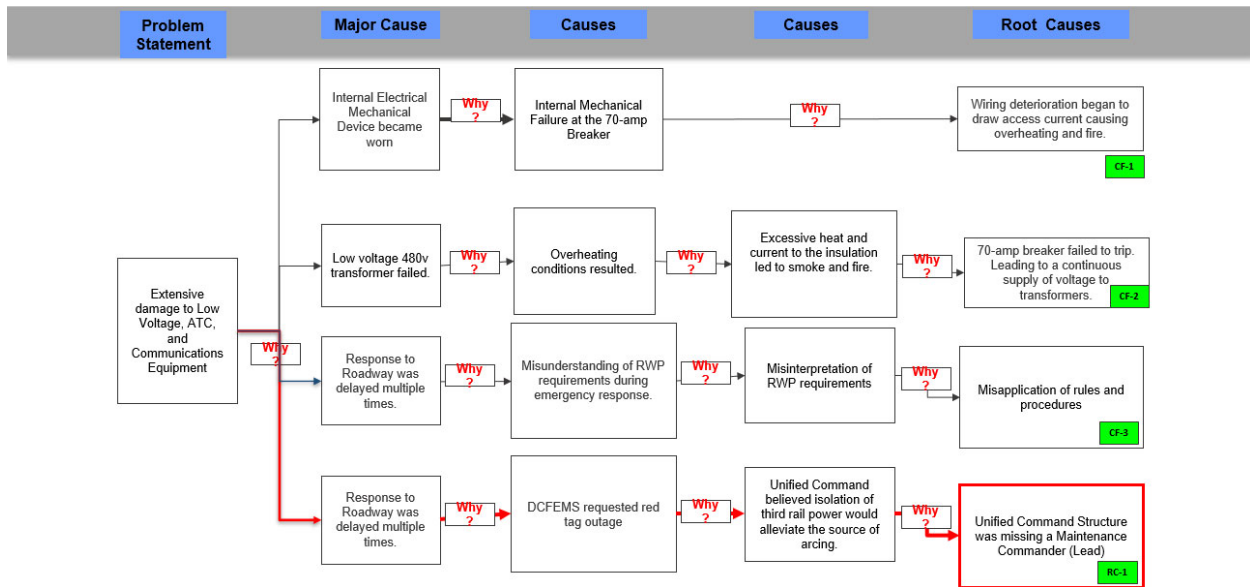 Problem
Statement
Major Cause
Causes
Causes
Root Causes
Internal Electrical
Mechanical
Device became
worn
Why
?
Internal Mechanical
Failure at the 70-amp
Breaker
Why
?
Wiring deterioration began to
draw access current causing
overheating and fire.
CF-1
Low voltage 480v
transformer failed.
Why
?
Overheating
conditions resulted.
Why
?
Excessive heat and
current to the insulation
led to smoke and fire.
Why
?
70-amp breaker failed to trip.
Leading to a continuous
supply of voltage to
transformers.
CF-2
Extensive
damage to Low
Voltage, ATC,
and
Communications
Equipment
Why
?
Response to
Roadway was
delayed multiple
times.
Why
?
Misunderstanding of RWP
requirements during
emergency response.
Why
?
Misinterpretation of
RWP requirements
Why
?
Misapplication of rules and
procedures
CF-3
Response to
Roadway was
delayed multiple
times.
Why
?
DCFEMS requested red
tag outage
Why
?
Unified Command
believed isolation of
third rail power would
alleviate the source of
arcing.
Why
?
Unified Command Structure
was missing a Maintenance
Commander (Lead)
RC-1